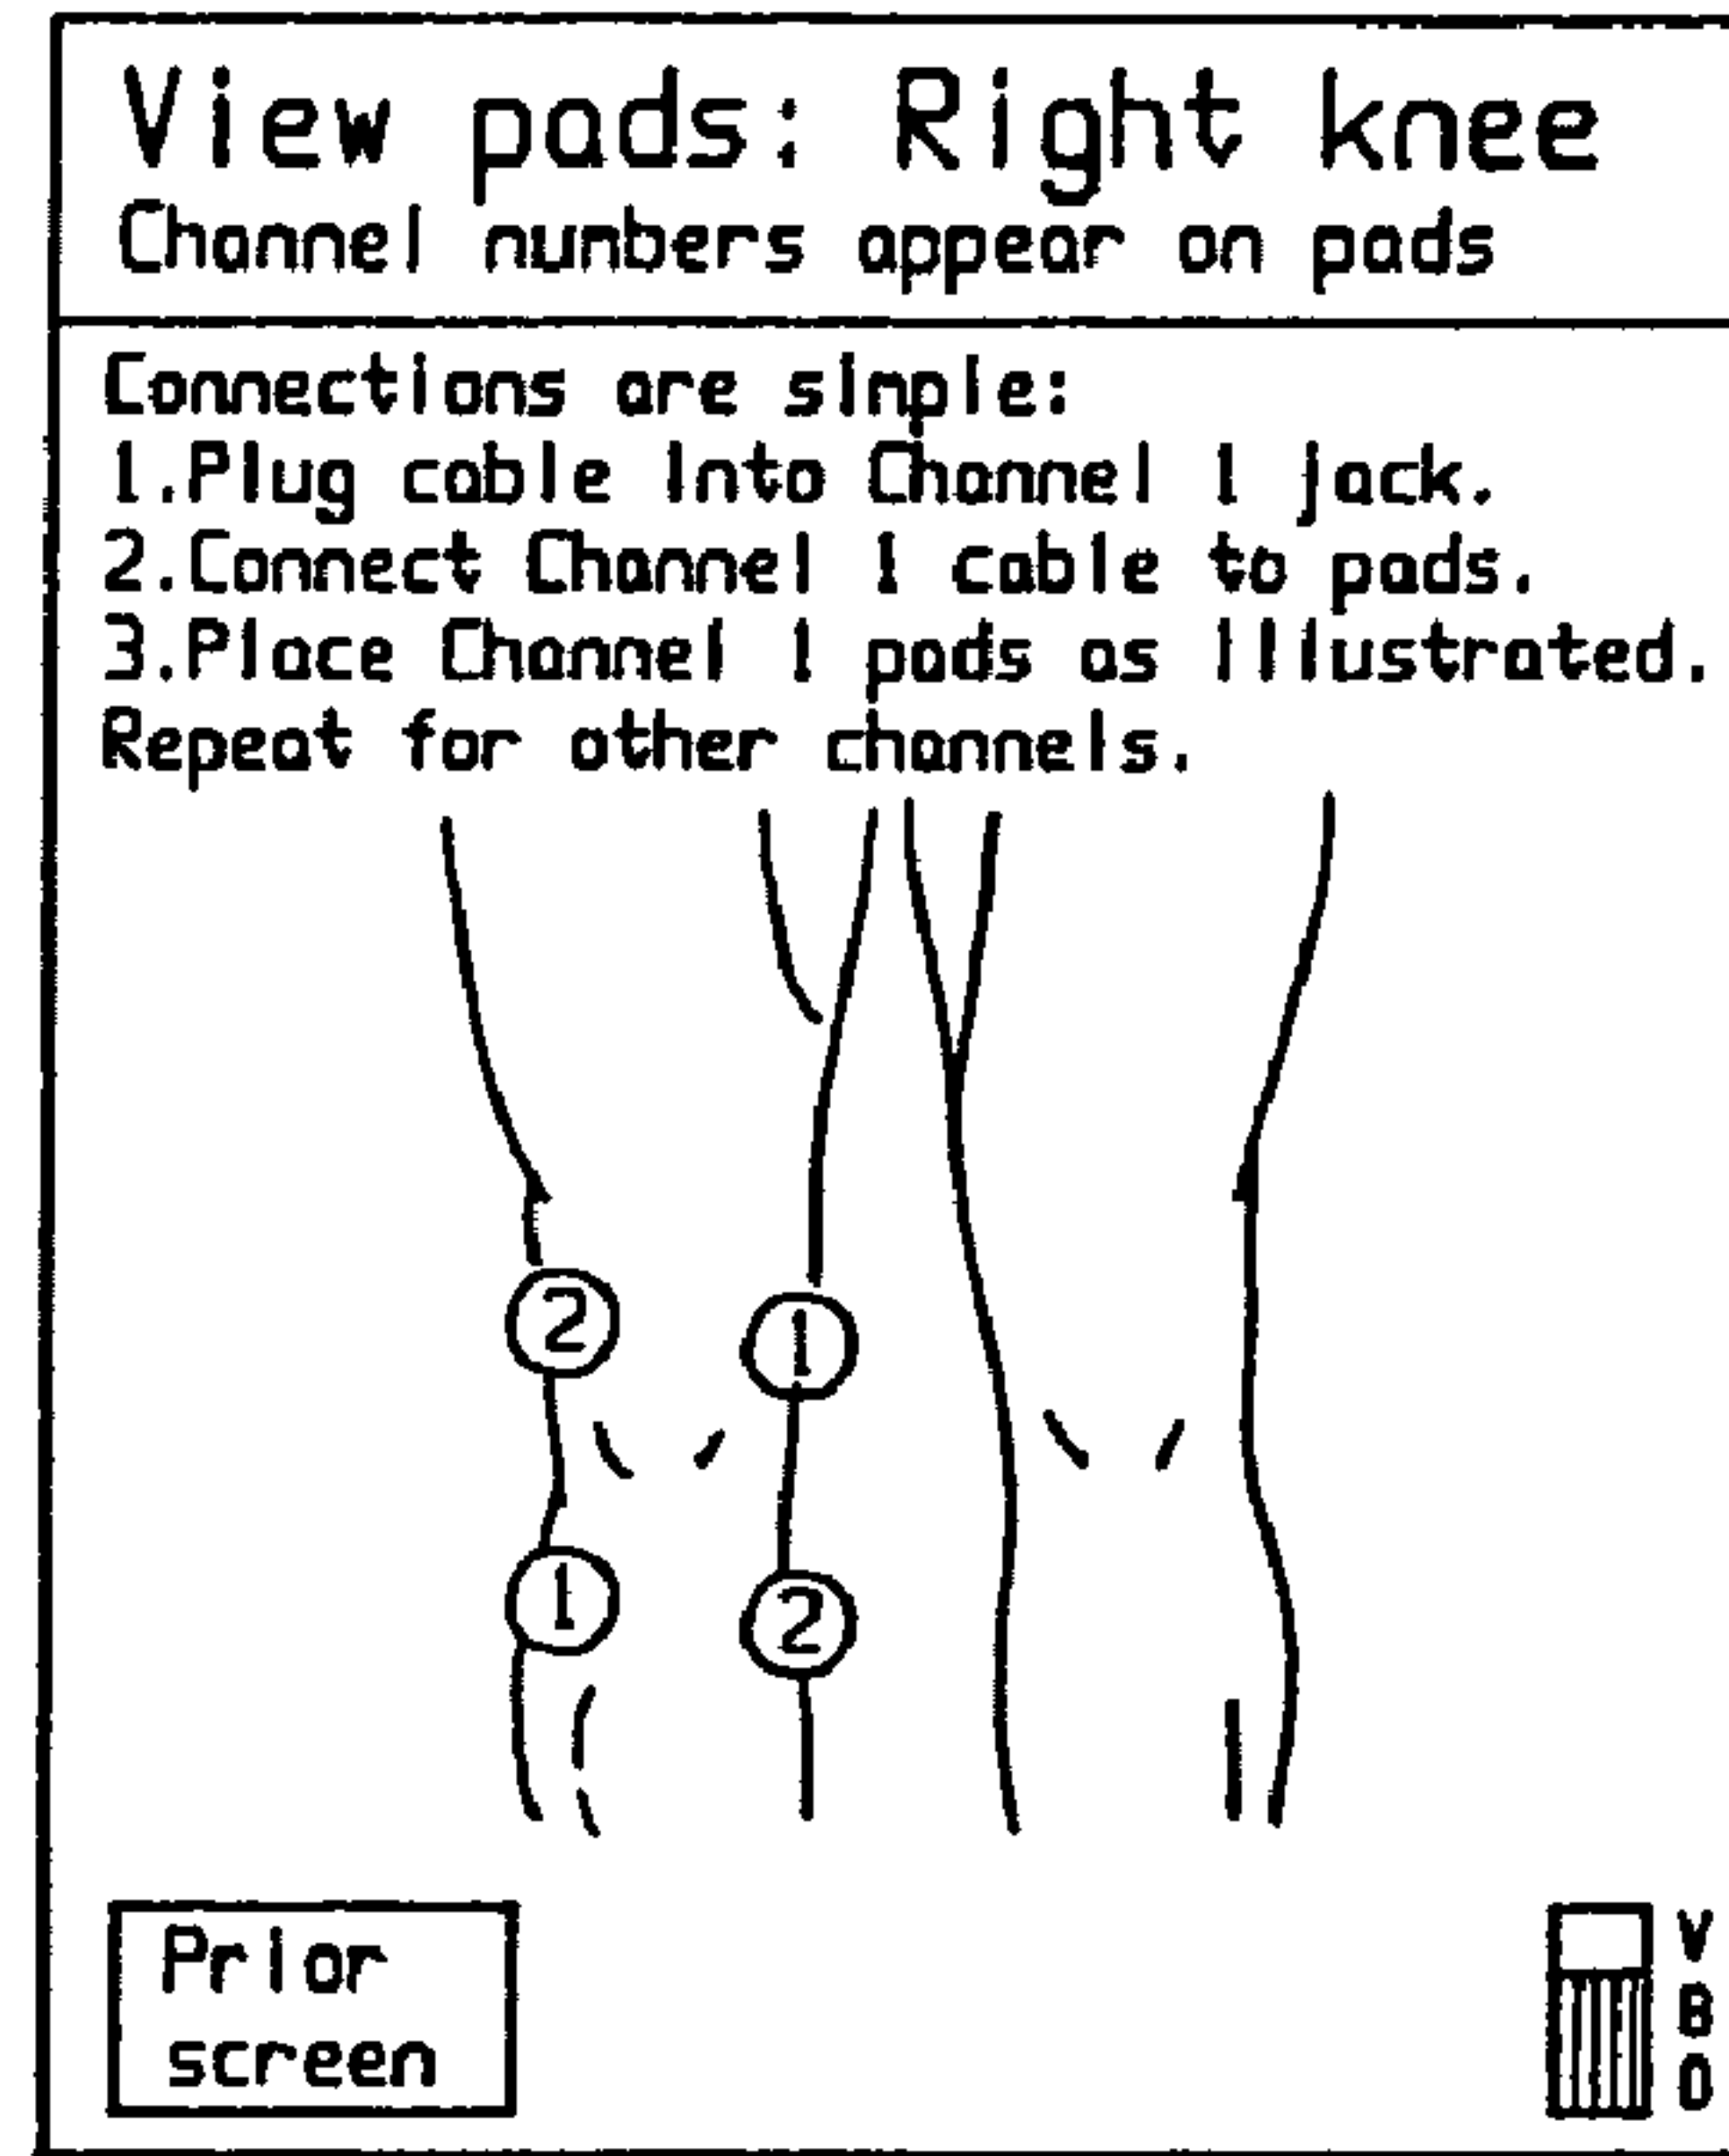 View pads: Right knee
Channel numbers appear on pads
Connections are simple:
1.Plug cable into Channel 1 jack.
2.Connect Channel 1 cable to pads.
3.Place Channel 1 pads as illustrated.
Repeat for other channels.
2
1
1
2
Prior
screen
V
B
0